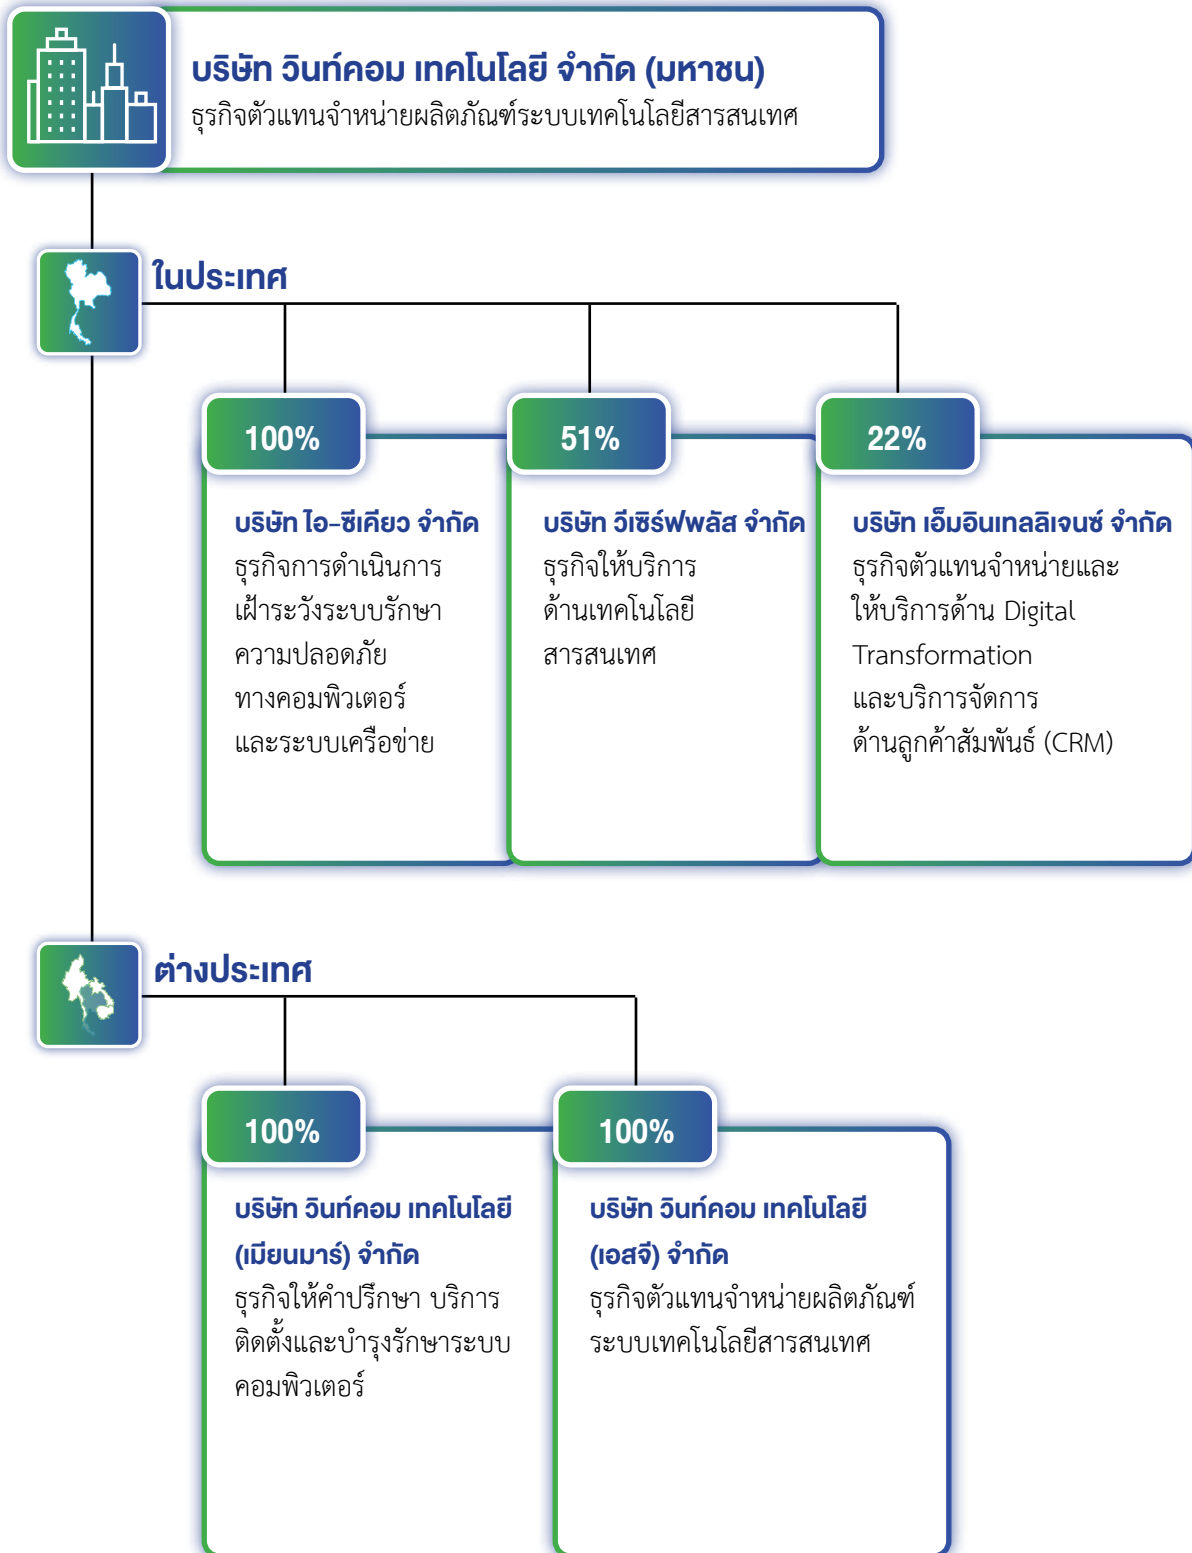 บริษัท วินท์คอม เทคโนโลยี จำกัด (มหาชน)
ธุรกิจตัวแทนจำหน่ายผลิตภัณฑ์ระบบเทคโนโลยีสารสนเทศ
ในประเทศ
100%
บริษัท ไอ-ซีเคียว จำกัด
ธุรกิจการดำเนินการ
เฝ้าระวังระบบรักษา
ความปลอดภัย
ทางคอมพิวเตอร์
และระบบเครือข่าย
51%
บริษัท วีเซิร์ฟพลัส จำกัด
ธุรกิจให้บริการ
ด้านเทคโนโลยี
สารสนเทศ
22%
บริษัท เอ็มอินเทลลิเจนซ์ จำกัด
ธุรกิจตัวแทนจำหน่ายและ
ให้บริการด้าน Digital
Transformation
และบริการจัดการ
ด้านลูกค้าสัมพันธ์ (CRM)
ต่างประเทศ
100%
บริษัท วินท์คอม เทคโนโลยี
(เมียนมาร์) จำกัด
ธุรกิจให้คำปรึกษา บริการ
ติดตั้งและบำรุงรักษาระบบ
คอมพิวเตอร์
100%
บริษัท วินท์คอม เทคโนโลยี
(เอสจี) จำกัด
ธุรกิจตัวแทนจำหน่ายผลิตภัณฑ์
ระบบเทคโนโลยีสารสนเทศ